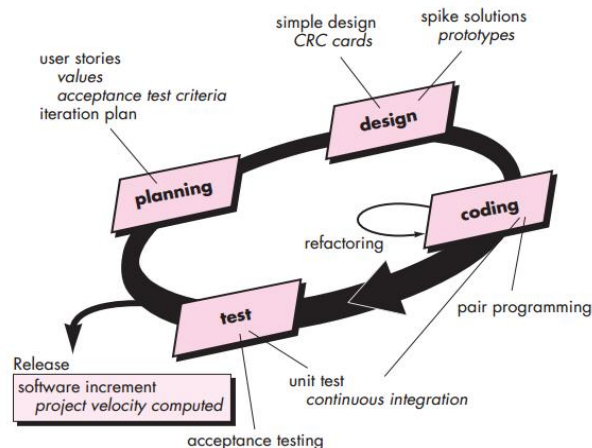 simple design
CRC cards
spike solutions
prototypes
user stories
values
acceptance test criteria
iteration plan
design
planning
coding
refactoring
test
pair programming
Release
software increment
project velocity computed
unit test
continuous integration
acceptance testing